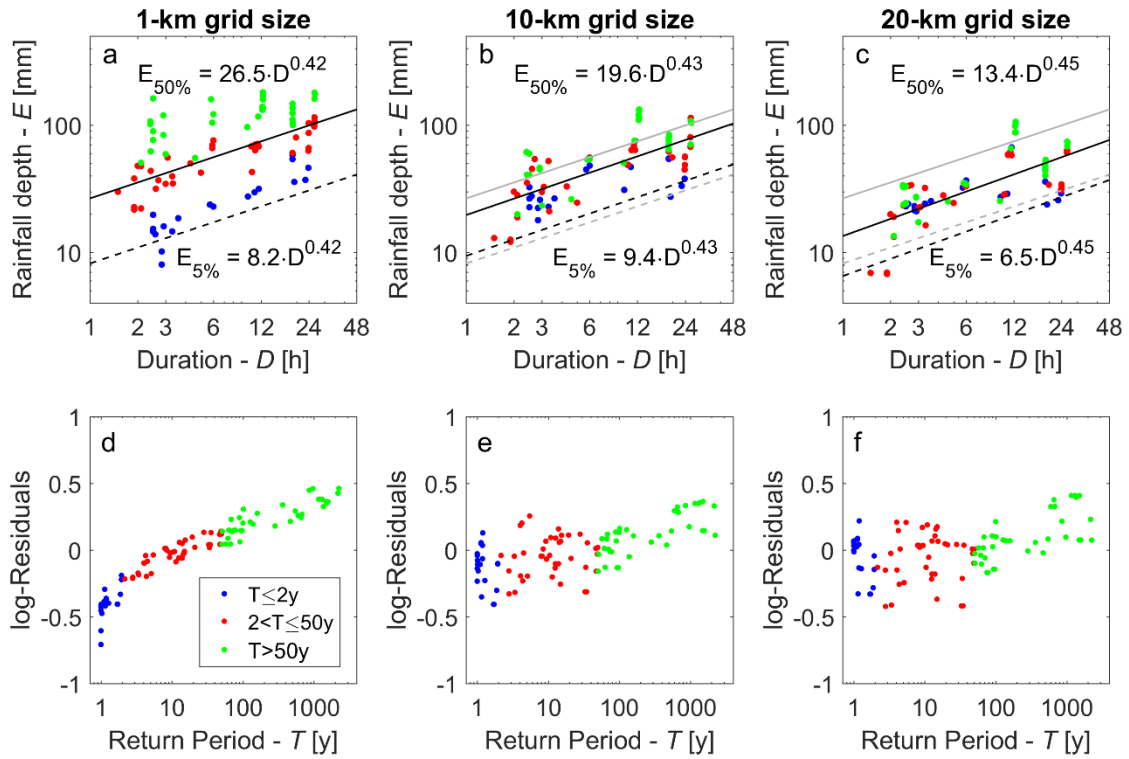 1-km grid size
10-km grid size
20-km grid size
a
E50% = 26.5·D^0.42
E5% = 8.2·D^0.42
Rainfall depth - E [mm]
100
10
1 2 3 6 12 24 48
Duration - D [h]
b
E50% = 19.6·D^0.43
E5% = 9.4·D^0.43
Rainfall depth - E [mm]
100
10
1 2 3 6 12 24 48
Duration - D [h]
c
E50% = 13.4·D^0.45
E5% = 6.5·D^0.45
Rainfall depth - E [mm]
100
10
1 2 3 6 12 24 48
Duration - D [h]
d
log-Residuals
1
0.5
0
-0.5
-1
T≤2y
2<T≤50y
T>50y
1 10 100 1000
Return Period - T [y]
e
log-Residuals
1
0.5
0
-0.5
-1
1 10 100 1000
Return Period - T [y]
f
log-Residuals
1
0.5
0
-0.5
-1
1 10 100 1000
Return Period - T [y]